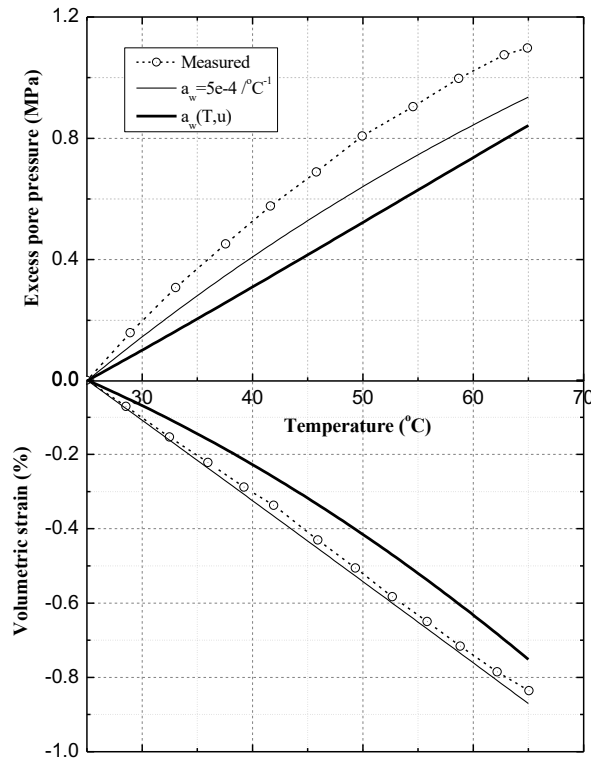 1.2
0.8
0.4
0.0
-0.2
-0.4
-0.6
-0.8
-1.0
Excess pore pressure (MPa)
Volumetric strain (%)
Measured
a_w=5e-4 /°C⁻¹
a_w(T,u)
30 40 50 60 70
Temperature (°C)